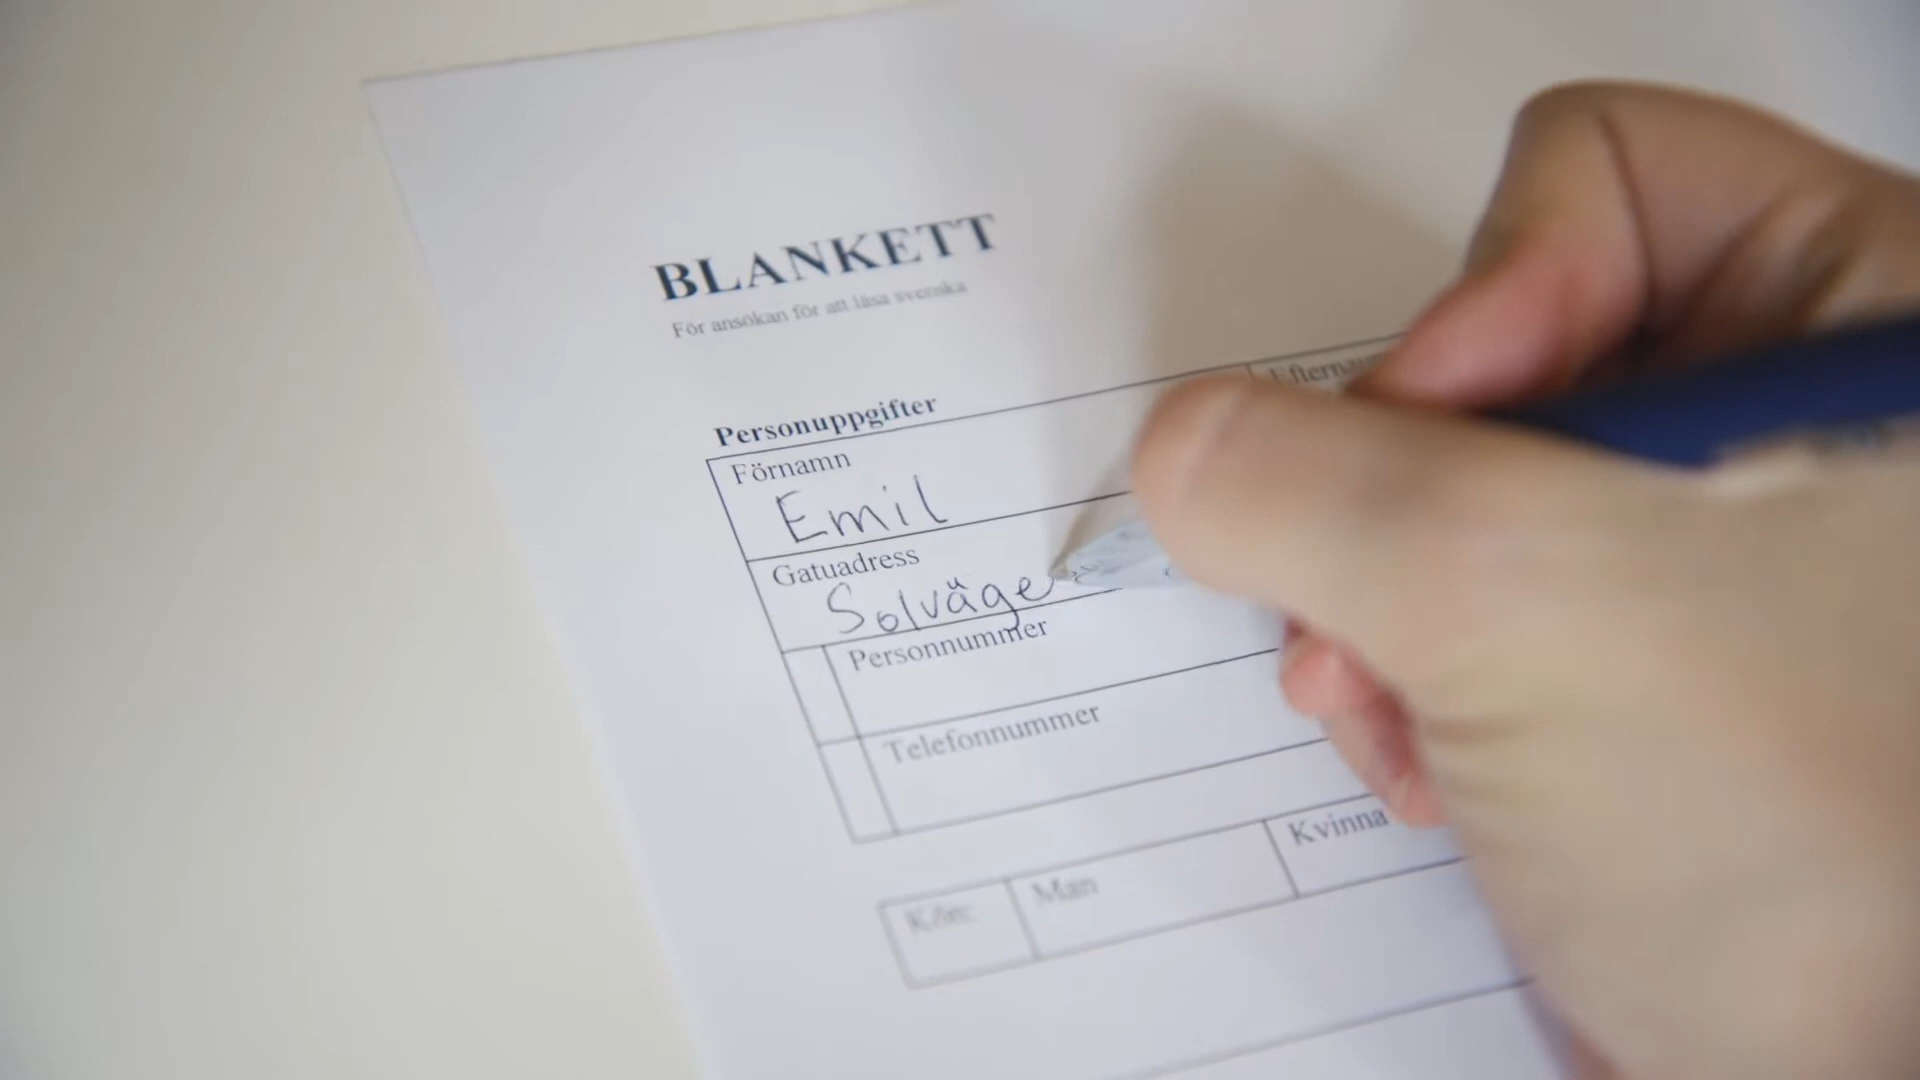 BLANKETT
För ansökan för att läsa svenska
Personuppgifter
Förnamn
Emil
Gatuadress
Solväge
Personnummer
Telefonnummer
Kön:
Man
Kvinna